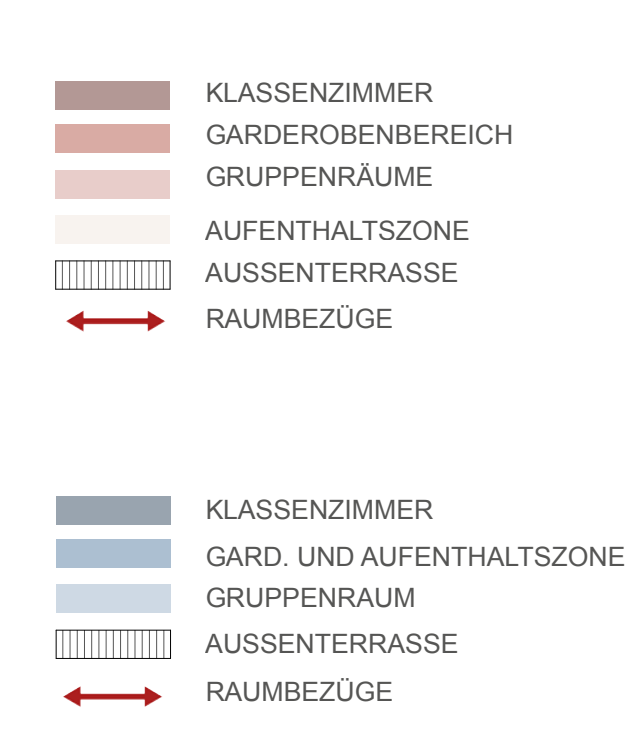 KLASSENZIMMER
GARDEROBENBEREICH
GRUPPENRÄUME
AUFENTHALTSZONE
AUSSENTERRASSE
RAUMBEZÜGE
KLASSENZIMMER
GARD. UND AUFENTHALTSZONE
GRUPPENRAUM
AUSSENTERRASSE
RAUMBEZÜGE